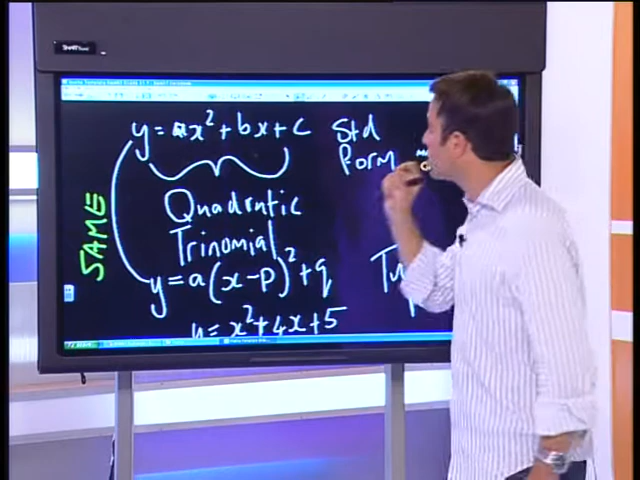 y = ax² + bx + c
Std
Form
Quadratic
Trinomial
SAME
y = a(x-p)² + q
y = x² + 4x + 5